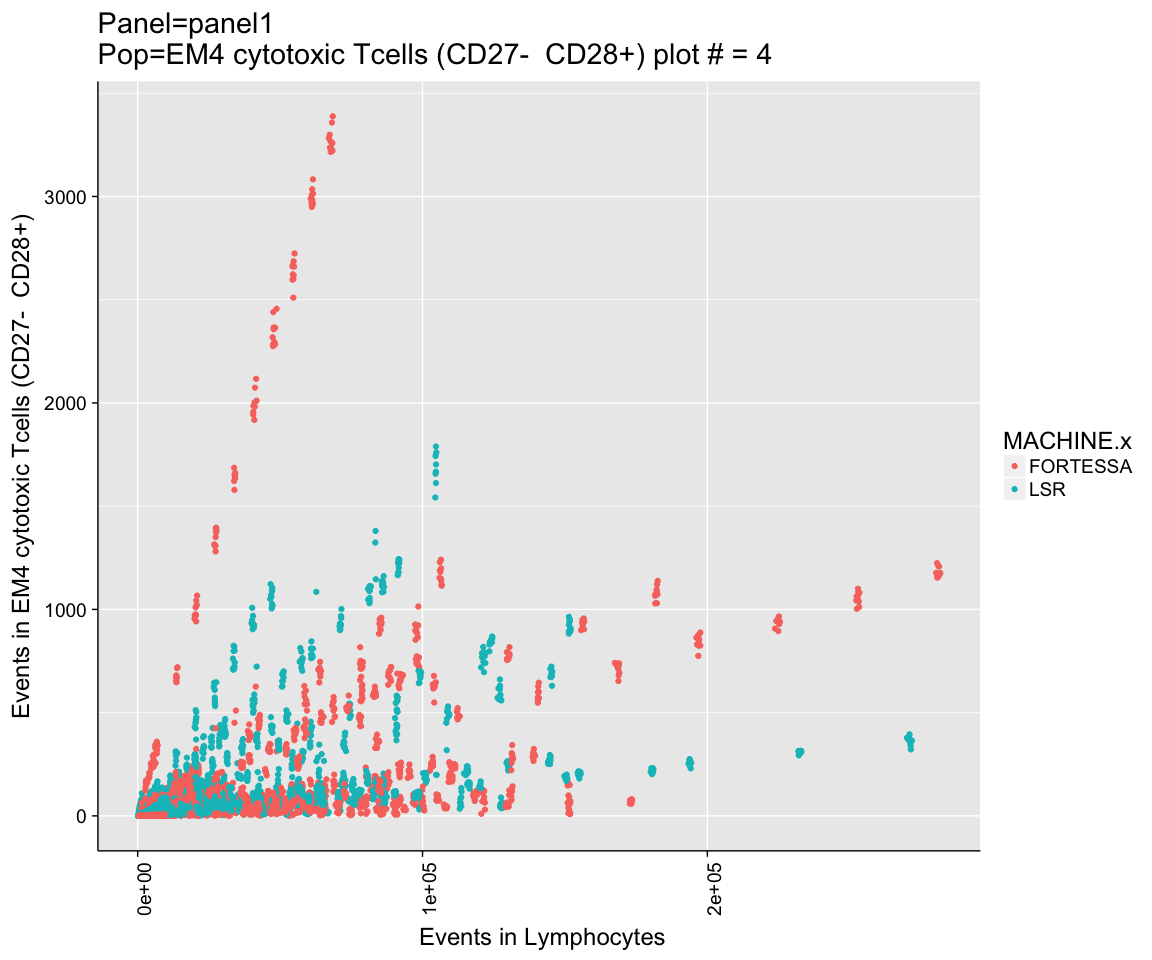 Panel=panel1
Pop=EM4 cytotoxic Tcells (CD27-  CD28+) plot # = 4
Events in EM4 cytotoxic Tcells (CD27-  CD28+)
3000
2000
1000
0
0e+00
1e+05
2e+05
Events in Lymphocytes
MACHINE.x
FORTESSA
LSR